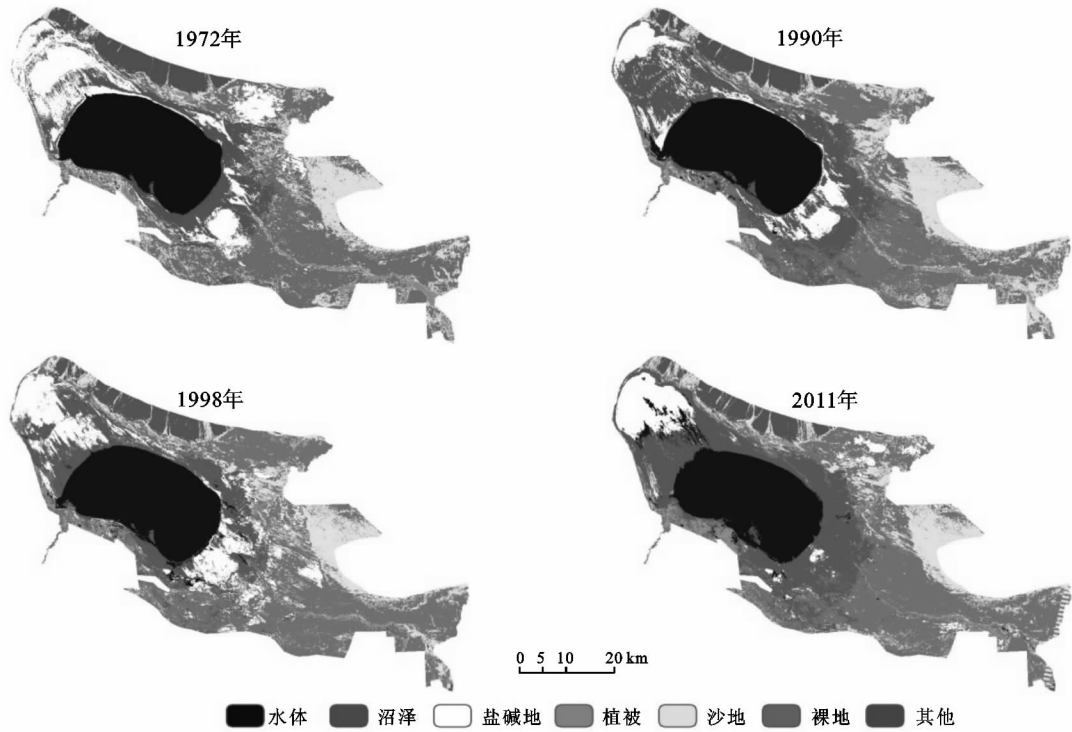 1972年
1990年
1998年
2011年
0 5 10 20 km
水体 沼泽 盐碱地 植被 沙地 裸地 其他